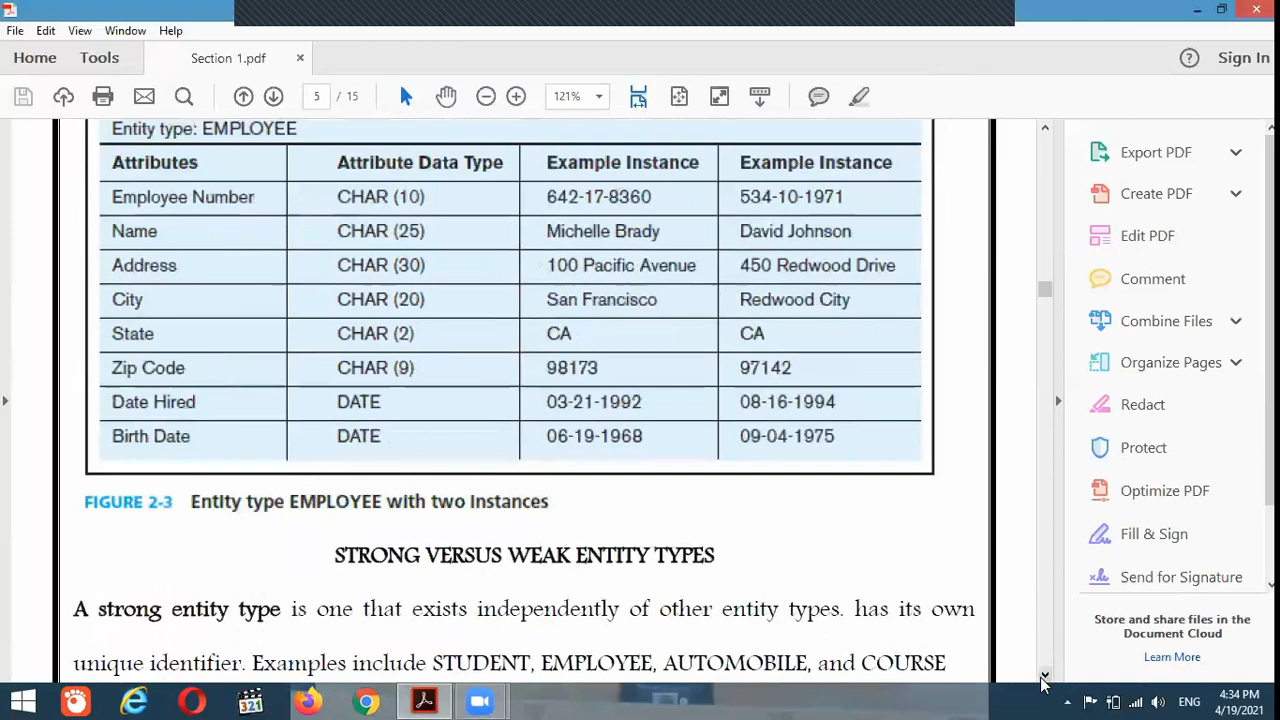 File Edit View Window Help
Home Tools Section 1.pdf × ? Sign In
5 / 15 121%
Entity type: EMPLOYEE
Attributes Attribute Data Type Example Instance Example Instance
Employee Number CHAR (10) 642-17-8360 534-10-1971
Name CHAR (25) Michelle Brady David Johnson
Address CHAR (30) 100 Pacific Avenue 450 Redwood Drive
City CHAR (20) San Francisco Redwood City
State CHAR (2) CA CA
Zip Code CHAR (9) 98173 97142
Date Hired DATE 03-21-1992 08-16-1994
Birth Date DATE 06-19-1968 09-04-1975
FIGURE 2-3 Entity type EMPLOYEE with two instances
STRONG VERSUS WEAK ENTITY TYPES
A strong entity type is one that exists independently of other entity types. has its own
unique identifier. Examples include STUDENT, EMPLOYEE, AUTOMOBILE, and COURSE
Export PDF
Create PDF
Edit PDF
Comment
Combine Files
Organize Pages
Redact
Protect
Optimize PDF
Fill & Sign
Send for Signature
Store and share files in the
Document Cloud
Learn More
321
ENG
4:34 PM
4/19/2021